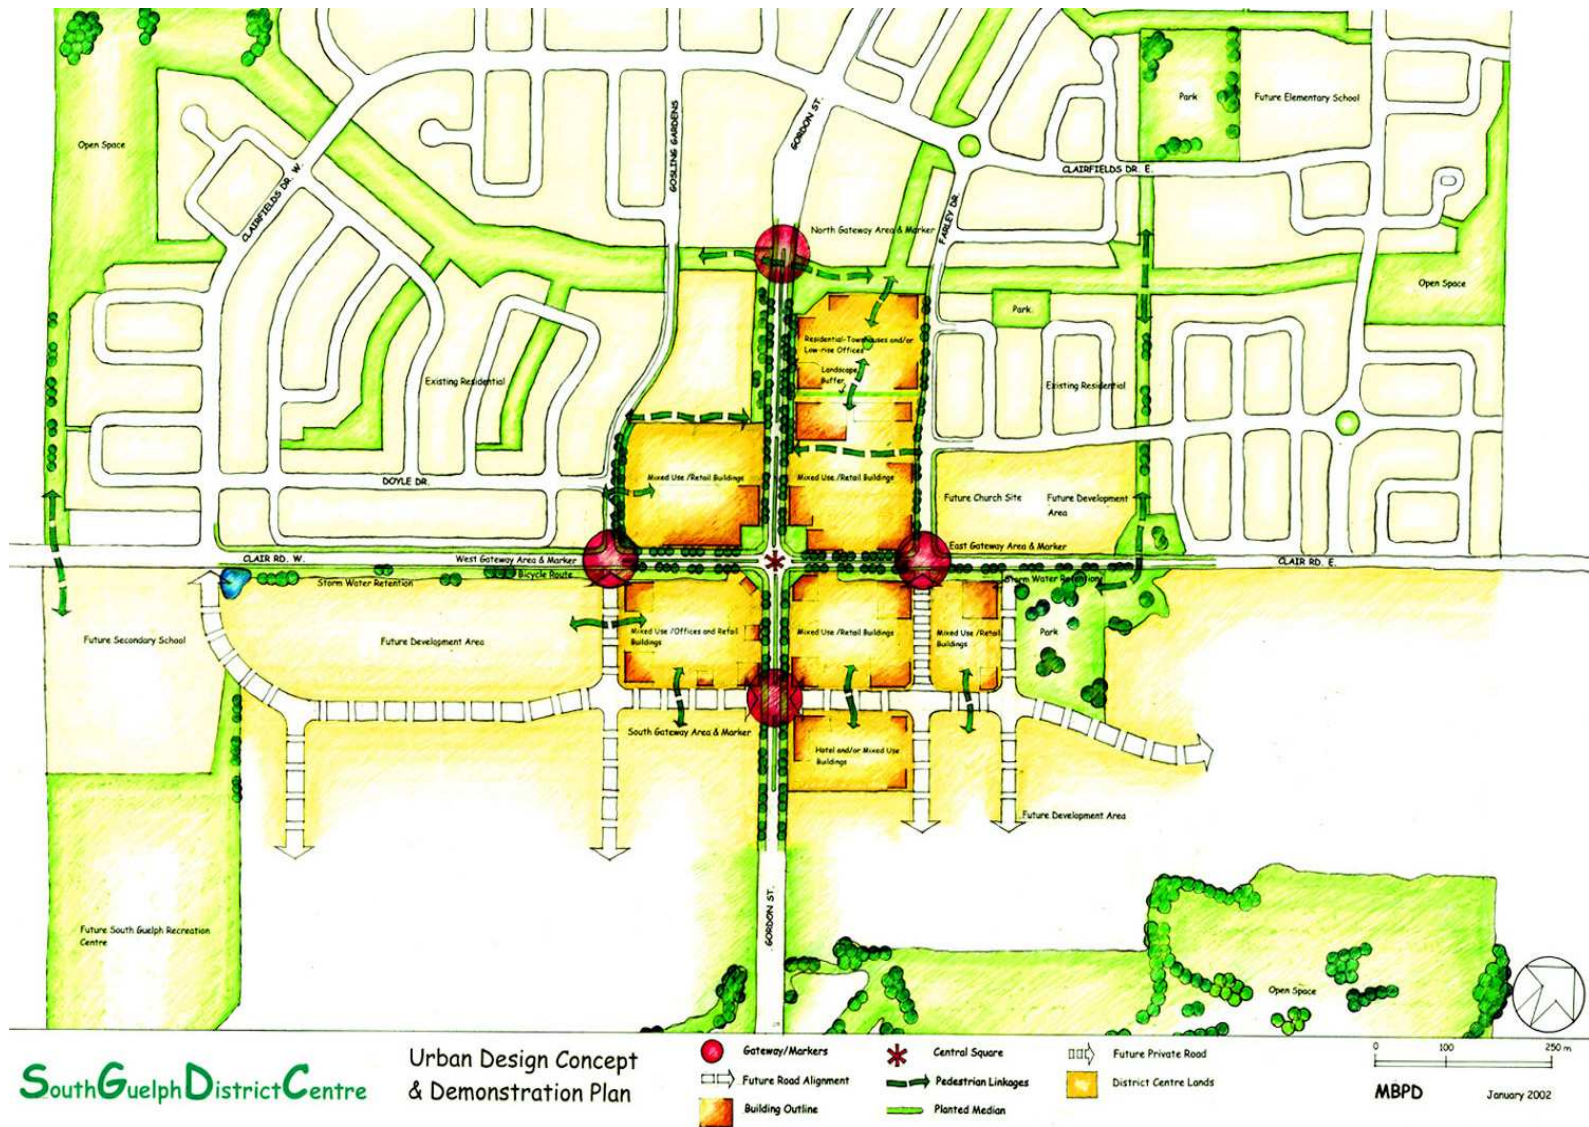 GORDON ST.
GOSLING GARDENS
Park
Future Elementary School
Open Space
CLAIRFIELDS DR. W.
CLAIRFIELDS DR. E.
FARLEY DR.
North Gateway Area & Marker
Open Space
Park
Residential-Townhouses and/or
Low-rise Offices
Landscape
Buffer
Existing Residential
Existing Residential
DOYLE DR.
Mixed Use /Retail Buildings
Mixed Use /Retail Buildings
Future Church Site
Future Development
Area
CLAIR RD. W.
West Gateway Area & Marker
East Gateway Area & Marker
CLAIR RD. E.
Bicycle Route
Storm Water Retention
Storm Water Retention
Future Secondary School
Future Development Area
Mixed Use /Offices and Retail
Buildings
Mixed Use /Retail Buildings
Mixed Use /Retail
Buildings
Park
South Gateway Area & Marker
Hotel and/or Mixed Use
Buildings
Future Development Area
GORDON ST.
Future South Guelph Recreation
Centre
Open Space
SouthGuelphDistrictCentre
Urban Design Concept
& Demonstration Plan
Gateway/Markers
Future Road Alignment
Building Outline
Central Square
Pedestrian Linkages
Planted Median
Future Private Road
District Centre Lands
0 100 250 m
MBPD
January 2002